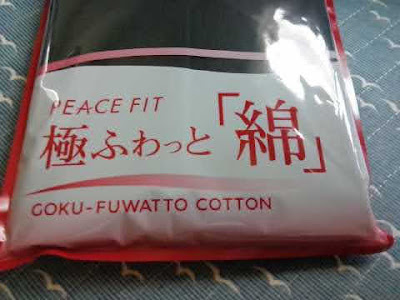 PEACE FIT
極ふわっと「綿」
GOKU-FUWATTO COTTON